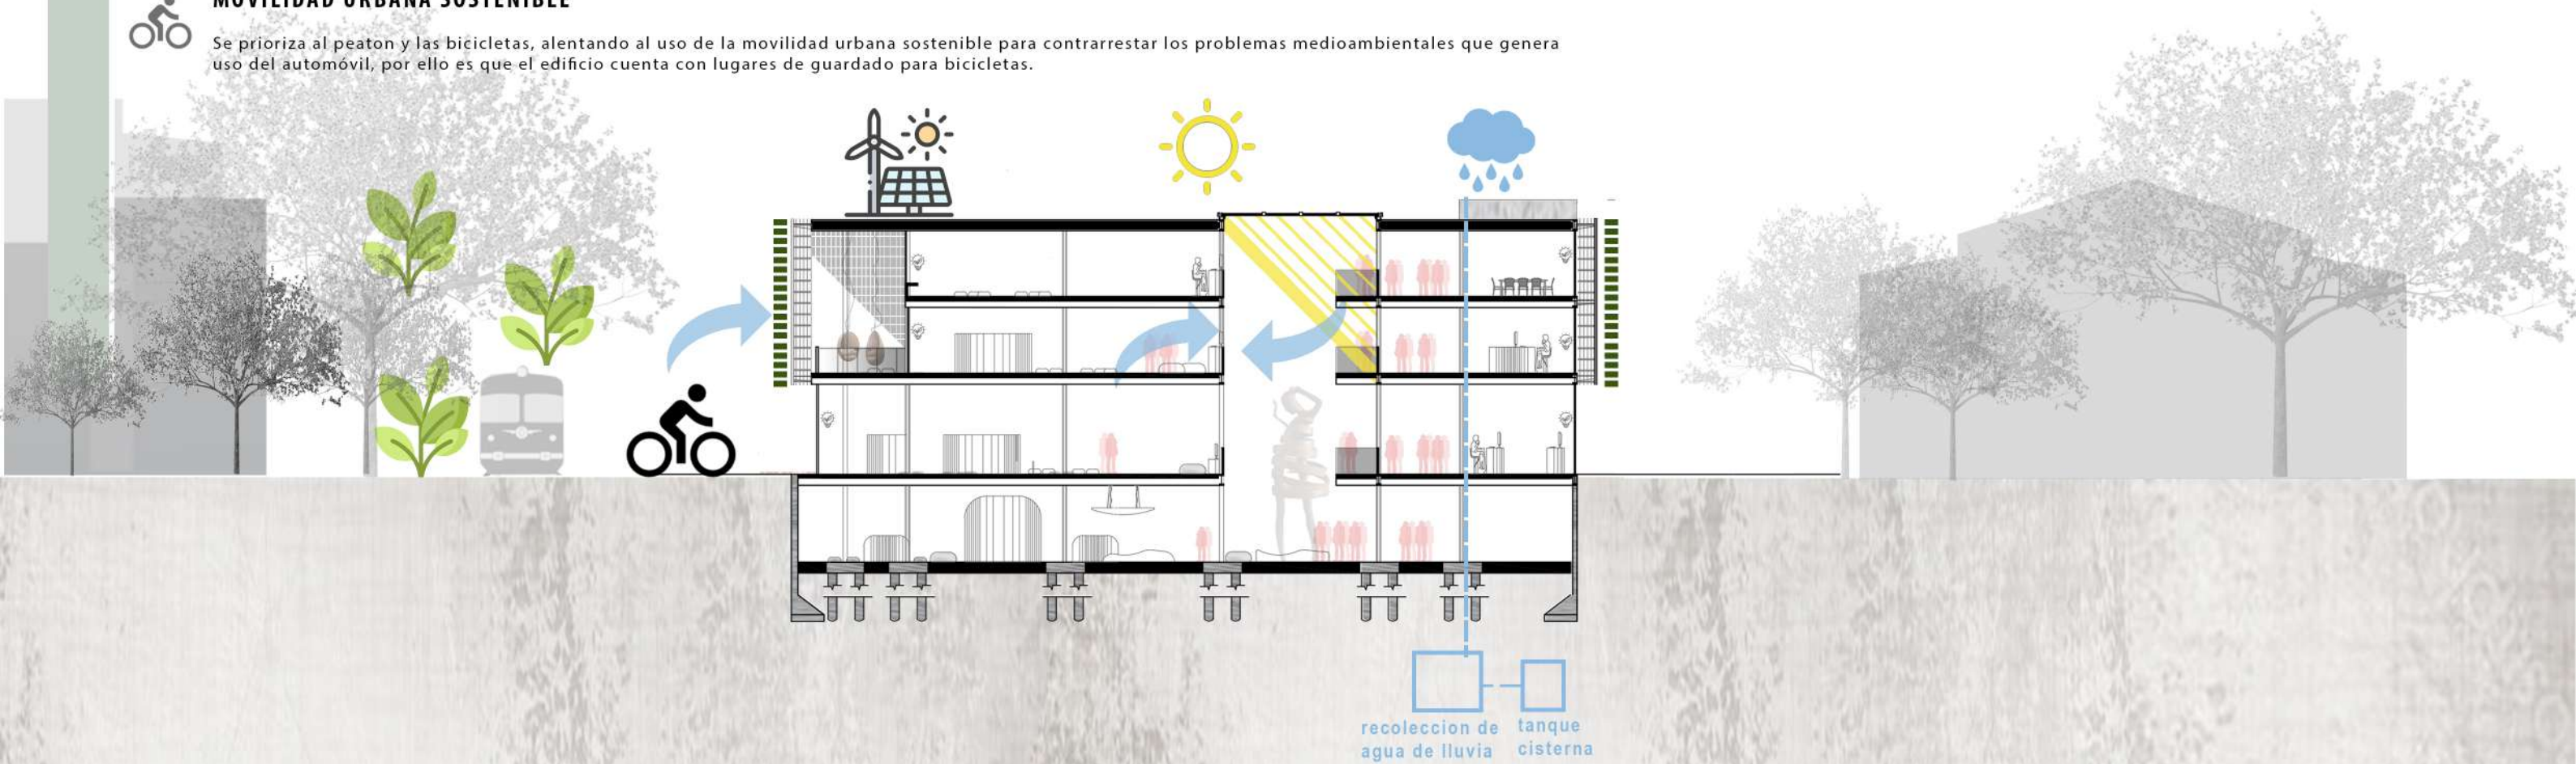 MOVILIDAD URBANA SOSTENIBLE
Se prioriza al peaton y las bicicletas, alentando al uso de la movilidad urbana sostenible para contrarrestar los problemas medioambientales que genera
uso del automóvil, por ello es que el edificio cuenta con lugares de guardado para bicicletas.
recoleccion de
agua de lluvia
tanque
cisterna